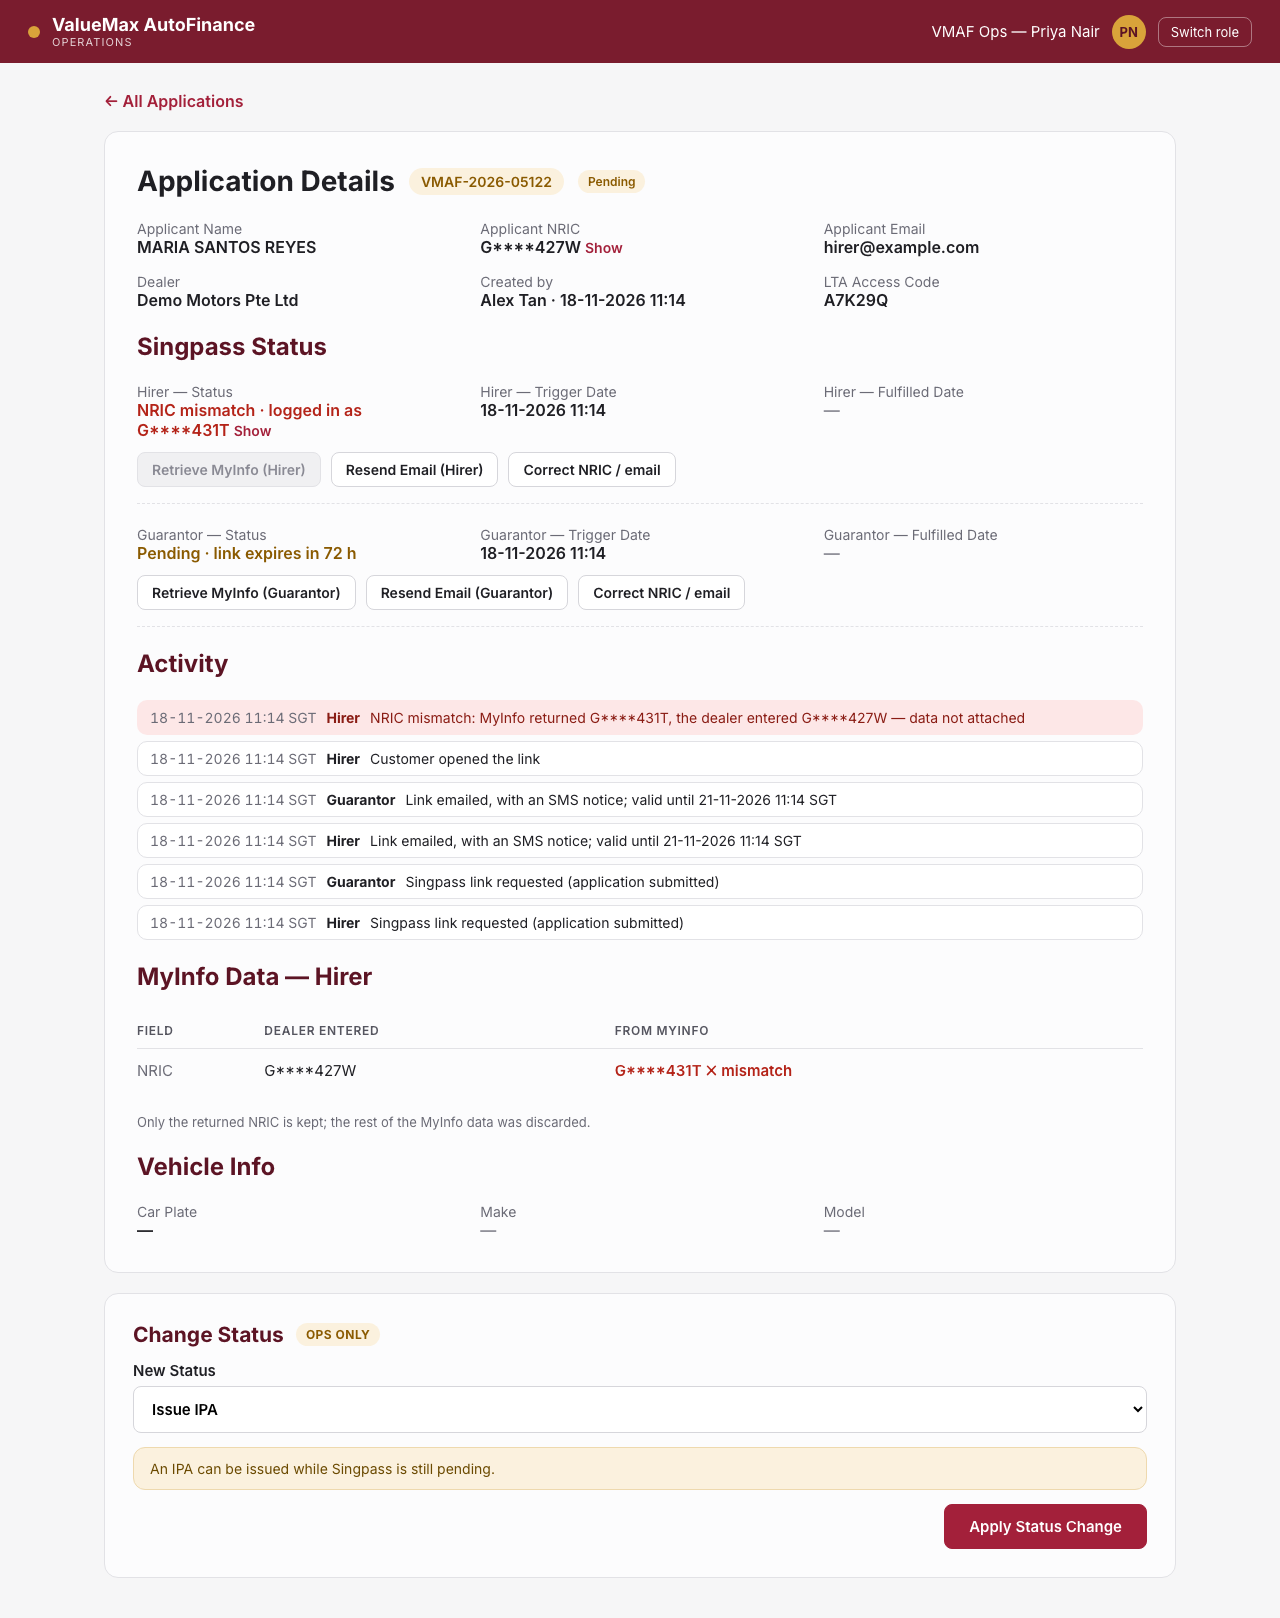 ValueMax AutoFinance
OPERATIONS
VMAF Ops — Priya Nair
PN
Switch role
← All Applications
Application Details
VMAF-2026-05122
Pending
Applicant Name
Applicant NRIC
Applicant Email
MARIA SANTOS REYES
G****427W Show
hirer@example.com
Dealer
Created by
LTA Access Code
Demo Motors Pte Ltd
Alex Tan · 18-11-2026 11:14
A7K29Q
Singpass Status
Hirer — Status
Hirer — Trigger Date
Hirer — Fulfilled Date
NRIC mismatch · logged in as
G****431T Show
18-11-2026 11:14
—
Retrieve MyInfo (Hirer)
Resend Email (Hirer)
Correct NRIC / email
Guarantor — Status
Guarantor — Trigger Date
Guarantor — Fulfilled Date
Pending · link expires in 72 h
18-11-2026 11:14
—
Retrieve MyInfo (Guarantor)
Resend Email (Guarantor)
Correct NRIC / email
Activity
18-11-2026 11:14 SGT Hirer NRIC mismatch: MyInfo returned G****431T, the dealer entered G****427W — data not attached
18-11-2026 11:14 SGT Hirer Customer opened the link
18-11-2026 11:14 SGT Guarantor Link emailed, with an SMS notice; valid until 21-11-2026 11:14 SGT
18-11-2026 11:14 SGT Hirer Link emailed, with an SMS notice; valid until 21-11-2026 11:14 SGT
18-11-2026 11:14 SGT Guarantor Singpass link requested (application submitted)
18-11-2026 11:14 SGT Hirer Singpass link requested (application submitted)
MyInfo Data — Hirer
FIELD DEALER ENTERED FROM MYINFO
NRIC G****427W G****431T ✕ mismatch
Only the returned NRIC is kept; the rest of the MyInfo data was discarded.
Vehicle Info
Car Plate
Make
Model
—
—
—
Change Status
OPS ONLY
New Status
Issue IPA
An IPA can be issued while Singpass is still pending.
Apply Status Change